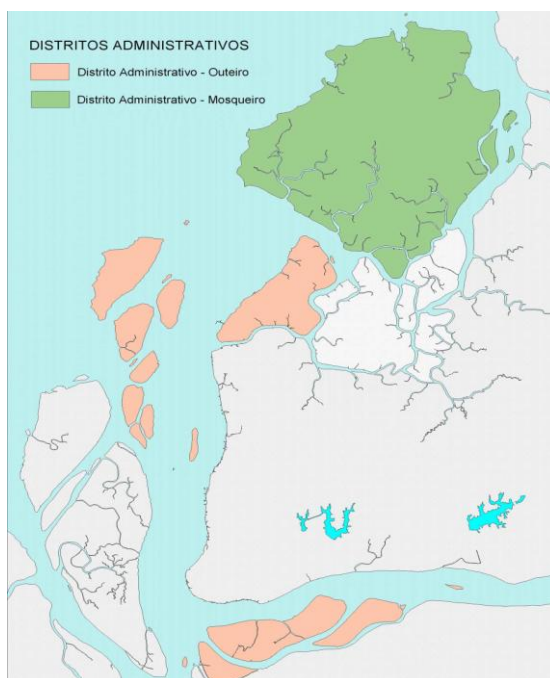 DISTRITOS ADMINISTRATIVOS
Distrito Administrativo - Outeiro
Distrito Administrativo - Mosqueiro